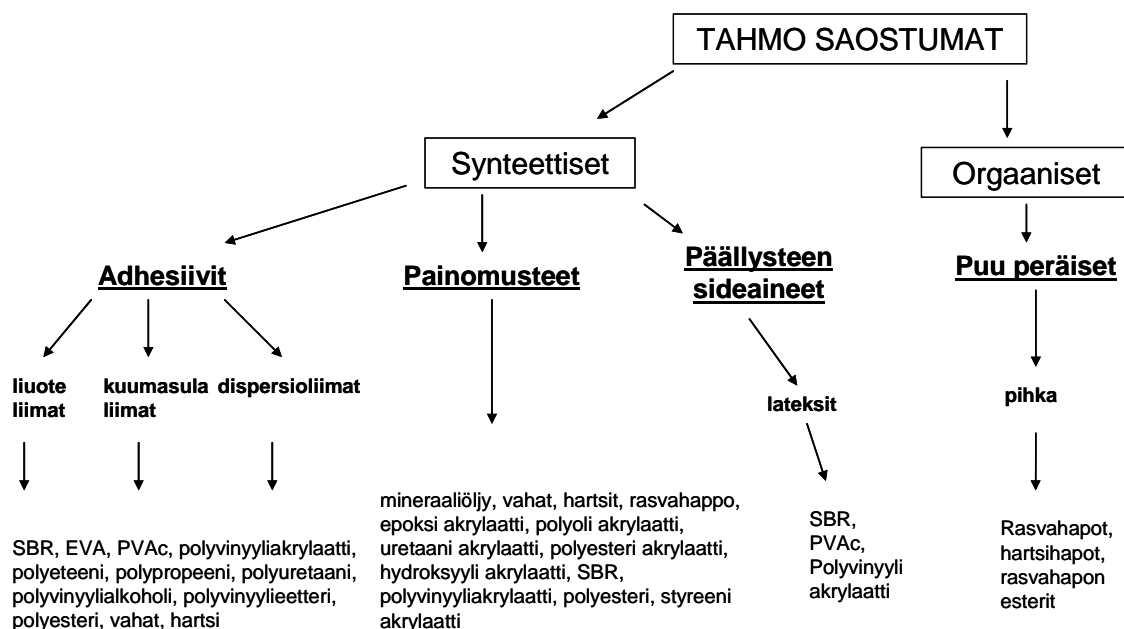 TAHMO SAOSTUMAT
Synteettiset
Orgaaniset
Adhesiivit
Painomusteet
Päällysteen
sideaineet
Puu peräiset
liuote
liimat
kuumasula
liimat
dispersioliimat
lateksit
pihka
SBR, EVA, PVAc, polyvinyyliakrylaatti,
polyeteeni, polypropeeni, polyuretaani,
polyvinyylialkoholi, polyvinyylieetteri,
polyesteri, vahat, hartsi
mineraaliöljy, vahat, hartsit, rasvahappo,
epoksi akrylaatti, polyoli akrylaatti,
uretaani akrylaatti, polyesteri akrylaatti,
hydroksyyli akrylaatti, SBR,
polyvinyyliakrylaatti, polyesteri, styreeni
akrylaatti
SBR,
PVAc,
Polyvinyyli
akrylaatti
Rasvahapot,
hartsihapot,
rasvahapon
esterit